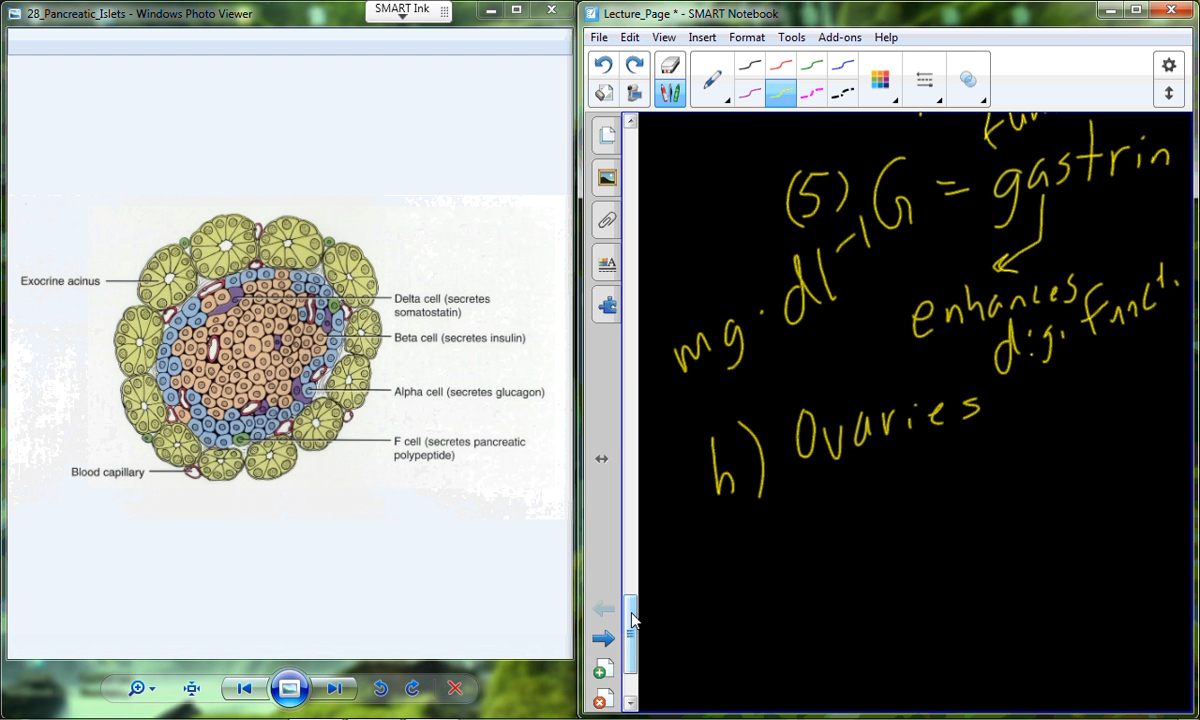 28_Pancreatic_Islets - Windows Photo Viewer
SMART Ink
Exocrine acinus
Delta cell (secretes
somatostatin)
Beta cell (secretes insulin)
Alpha cell (secretes glucagon)
F cell (secretes pancreatic
polypeptide)
Blood capillary
Lecture_Page * - SMART Notebook
File Edit View Insert Format Tools Add-ons Help
(5) G = gastrin
mg · dl⁻¹
enhances
dig. funct.
h) Ovaries